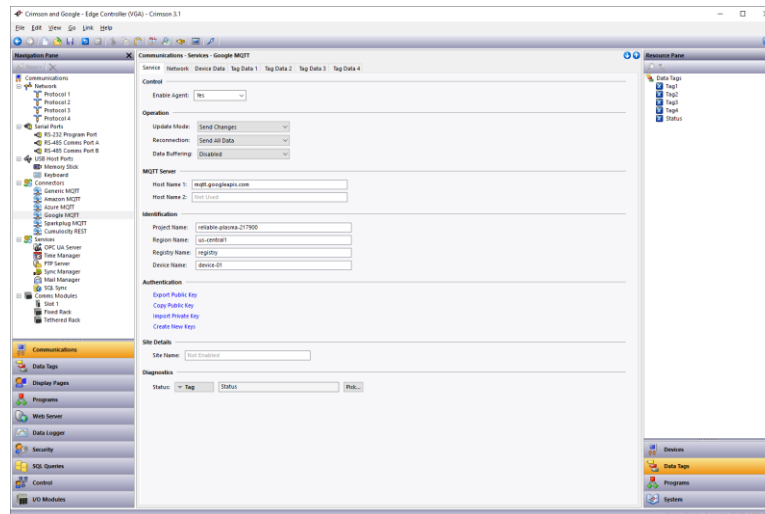 Crimson and Google - Edge Controller (VGA) - Crimson 3.1
File Edit View Go Link Help
Navigation Pane
Communications
Network
Protocol 1
Protocol 2
Protocol 3
Protocol 4
Serial Ports
RS-232 Program Port
RS-485 Comms Port A
RS-485 Comms Port B
USB Host Ports
Memory Stick
Keyboard
Connectors
Generic MQTT
Amazon MQTT
Azure MQTT
Google MQTT
Sparkplug MQTT
Cumulocity REST
Services
OPC UA Server
Time Manager
FTP Server
Sync Manager
Mail Manager
SQL Sync
Comms Modules
Slot 1
Fixed Rack
Tethered Rack
Communications
Data Tags
Display Pages
Programs
Web Server
Data Logger
Security
SQL Queries
Control
I/O Modules
Communications - Services - Google MQTT
Service Network Device Data Tag Data 1 Tag Data 2 Tag Data 3 Tag Data 4
Control
Enable Agent: Yes
Operation
Update Mode: Send Changes
Reconnection: Send All Data
Data Buffering: Disabled
MQTT Server
Host Name 1: mqtt.googleapis.com
Host Name 2: Not Used
Identification
Project Name: reliable-plasma-217900
Region Name: us-central1
Registry Name: registry
Device Name: device-01
Authentication
Export Public Key
Copy Public Key
Import Private Key
Create New Keys
Site Details
Site Name: Not Enabled
Diagnostics
Status: Tag Status Pick...
Resource Pane
Data Tags
Tag1
Tag2
Tag3
Tag4
Status
Devices
Data Tags
Programs
System